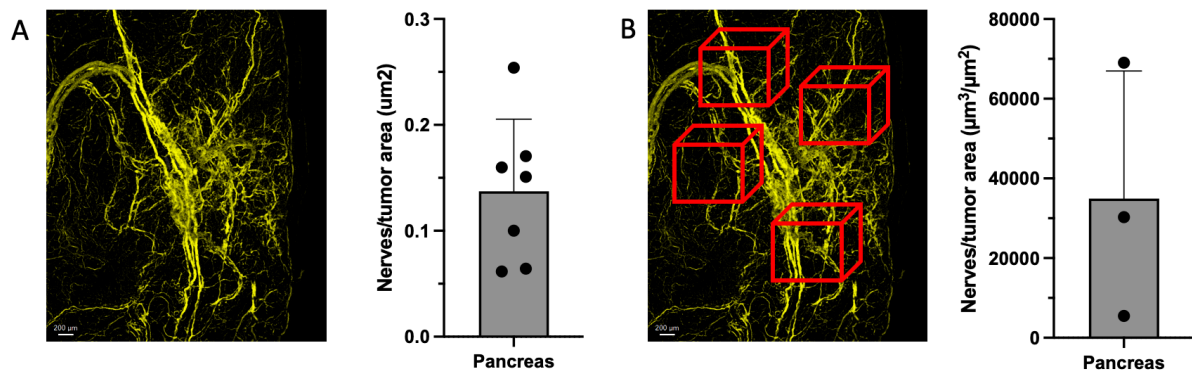 A
200 µm
Nerves/tumor area (um2)
0.3
0.2
0.1
0.0
Pancreas
B
200 µm
Nerves/tumor area (µm³/µm²)
80000
60000
40000
20000
0
Pancreas